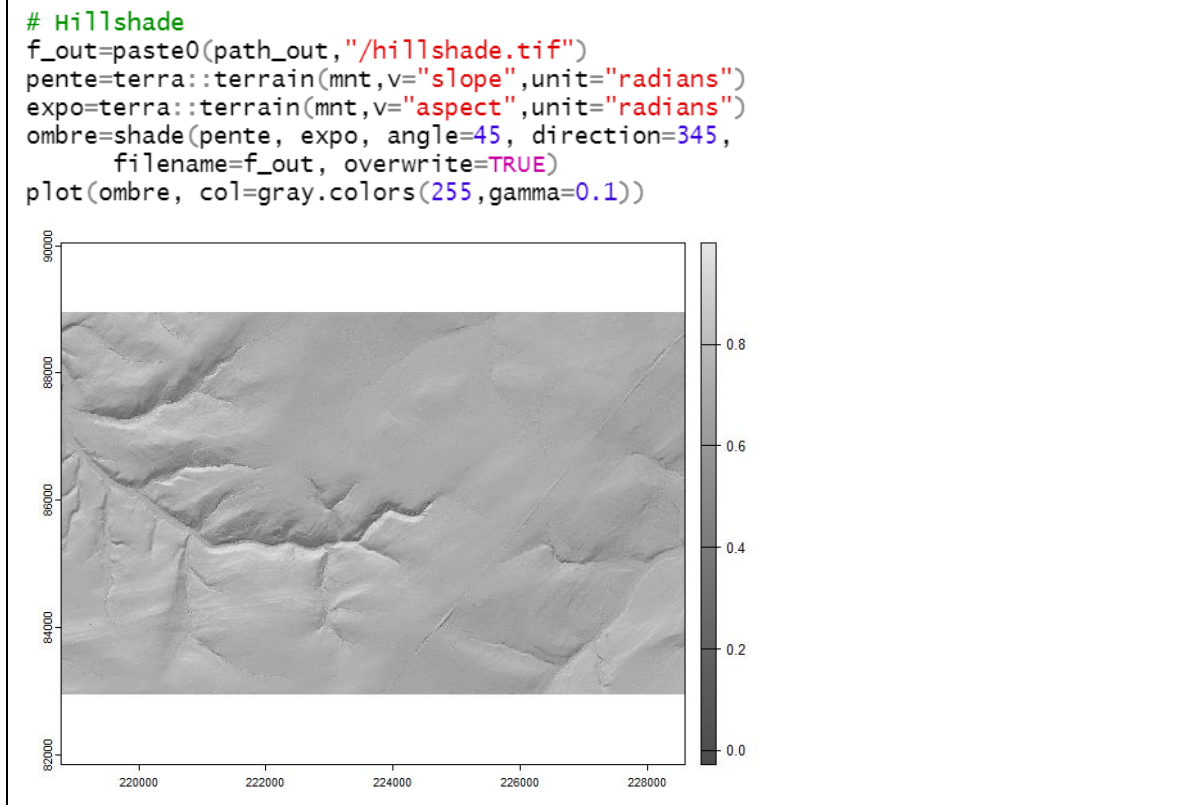 # Hillshade
f_out=paste0(path_out,"/hillshade.tif")
pente=terra::terrain(mnt,v="slope",unit="radians")
expo=terra::terrain(mnt,v="aspect",unit="radians")
ombre=shade(pente, expo, angle=45, direction=345,
filename=f_out, overwrite=TRUE)
plot(ombre, col=gray.colors(255,gamma=0.1))
90000
88000
86000
84000
82000
0.8
0.6
0.4
0.2
0.0
220000 222000 224000 226000 228000